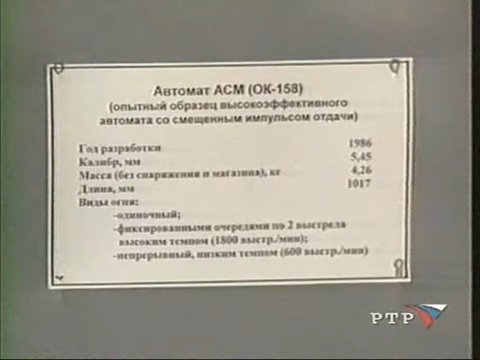 Автомат АСМ (ОК-158)
(опытный образец высокоэффективного
автомата со смещенным импульсом отдачи)
Год разработки 1986
Калибр, мм 5,45
Масса (без снаряжения и магазина), кг 4,26
Длина, мм 1017
Виды огня:
-одиночный;
-фиксированными очередями по 2 выстрела
высоким темпом (1800 выстр./мин);
-непрерывный, низким темпом (600 выстр./мин)
РТР